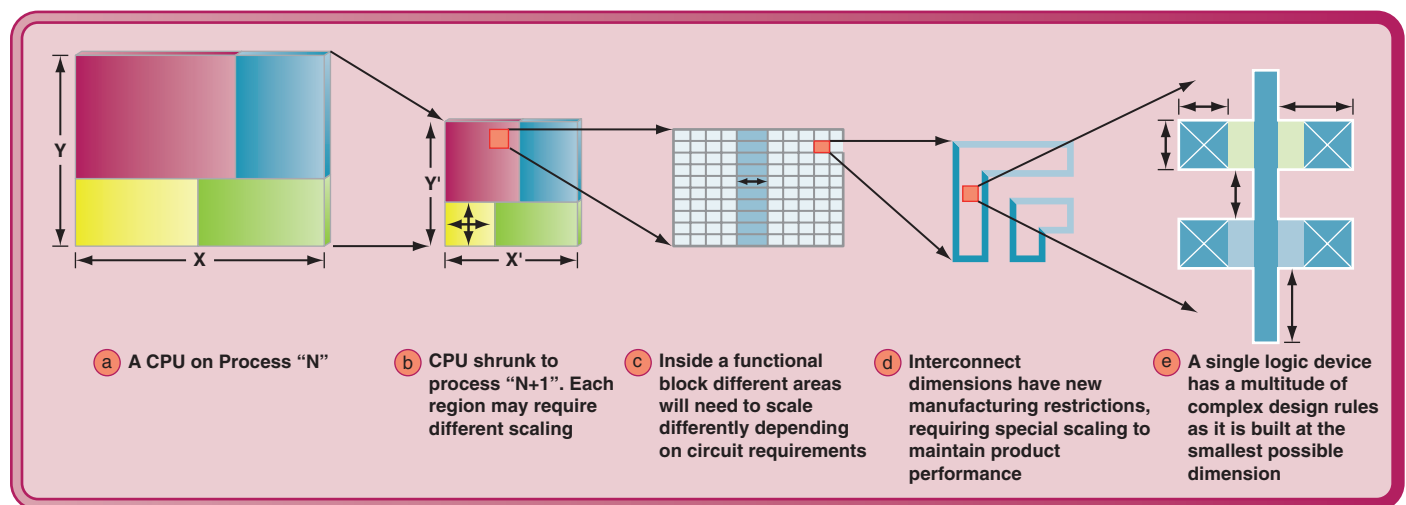 Y
X
Y'
X'
a A CPU on Process “N”
b CPU shrunk to
process “N+1”. Each
region may require
different scaling
c Inside a functional
block different areas
will need to scale
differently depending
on circuit requirements
d Interconnect
dimensions have new
manufacturing restrictions,
requiring special scaling to
maintain product
performance
e A single logic device
has a multitude of
complex design rules
as it is built at the
smallest possible
dimension